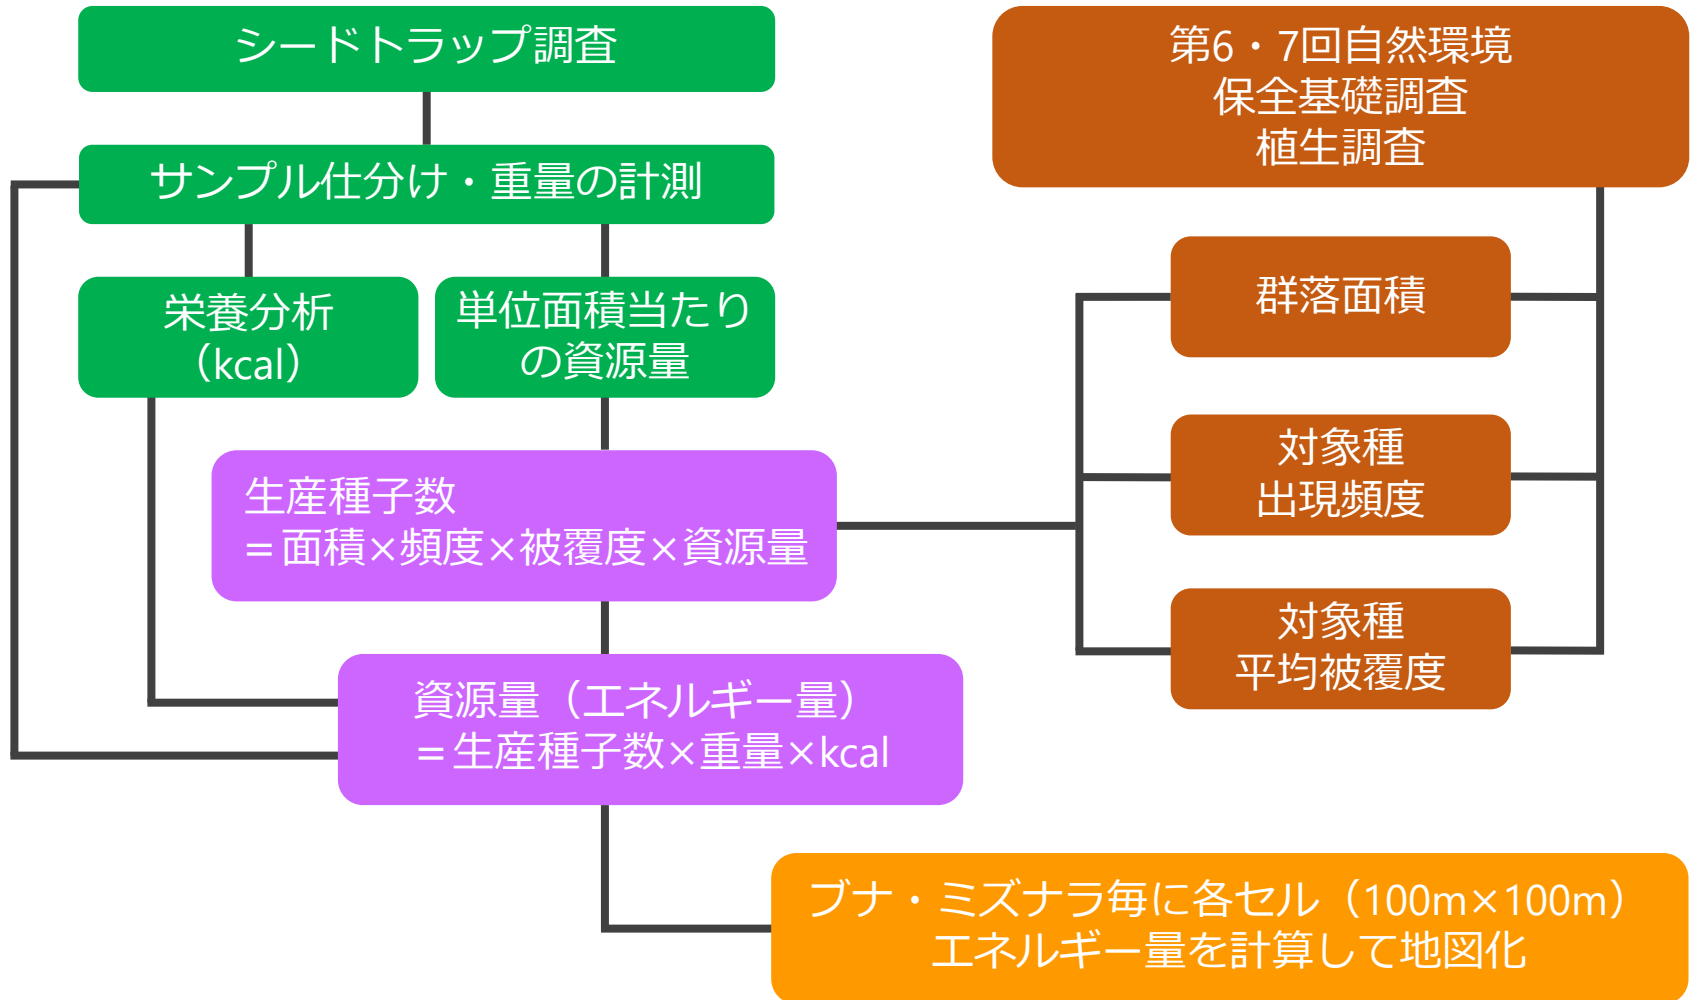 シードトラップ調査
サンプル仕分け・重量の計測
栄養分析
（kcal）
単位面積当たり
の資源量
生産種子数
＝面積×頻度×被覆度×資源量
資源量（エネルギー量）
＝生産種子数×重量×kcal
第6・7回自然環境
保全基礎調査
植生調査
群落面積
対象種
出現頻度
対象種
平均被覆度
ブナ・ミズナラ毎に各セル（100m×100m）
エネルギー量を計算して地図化